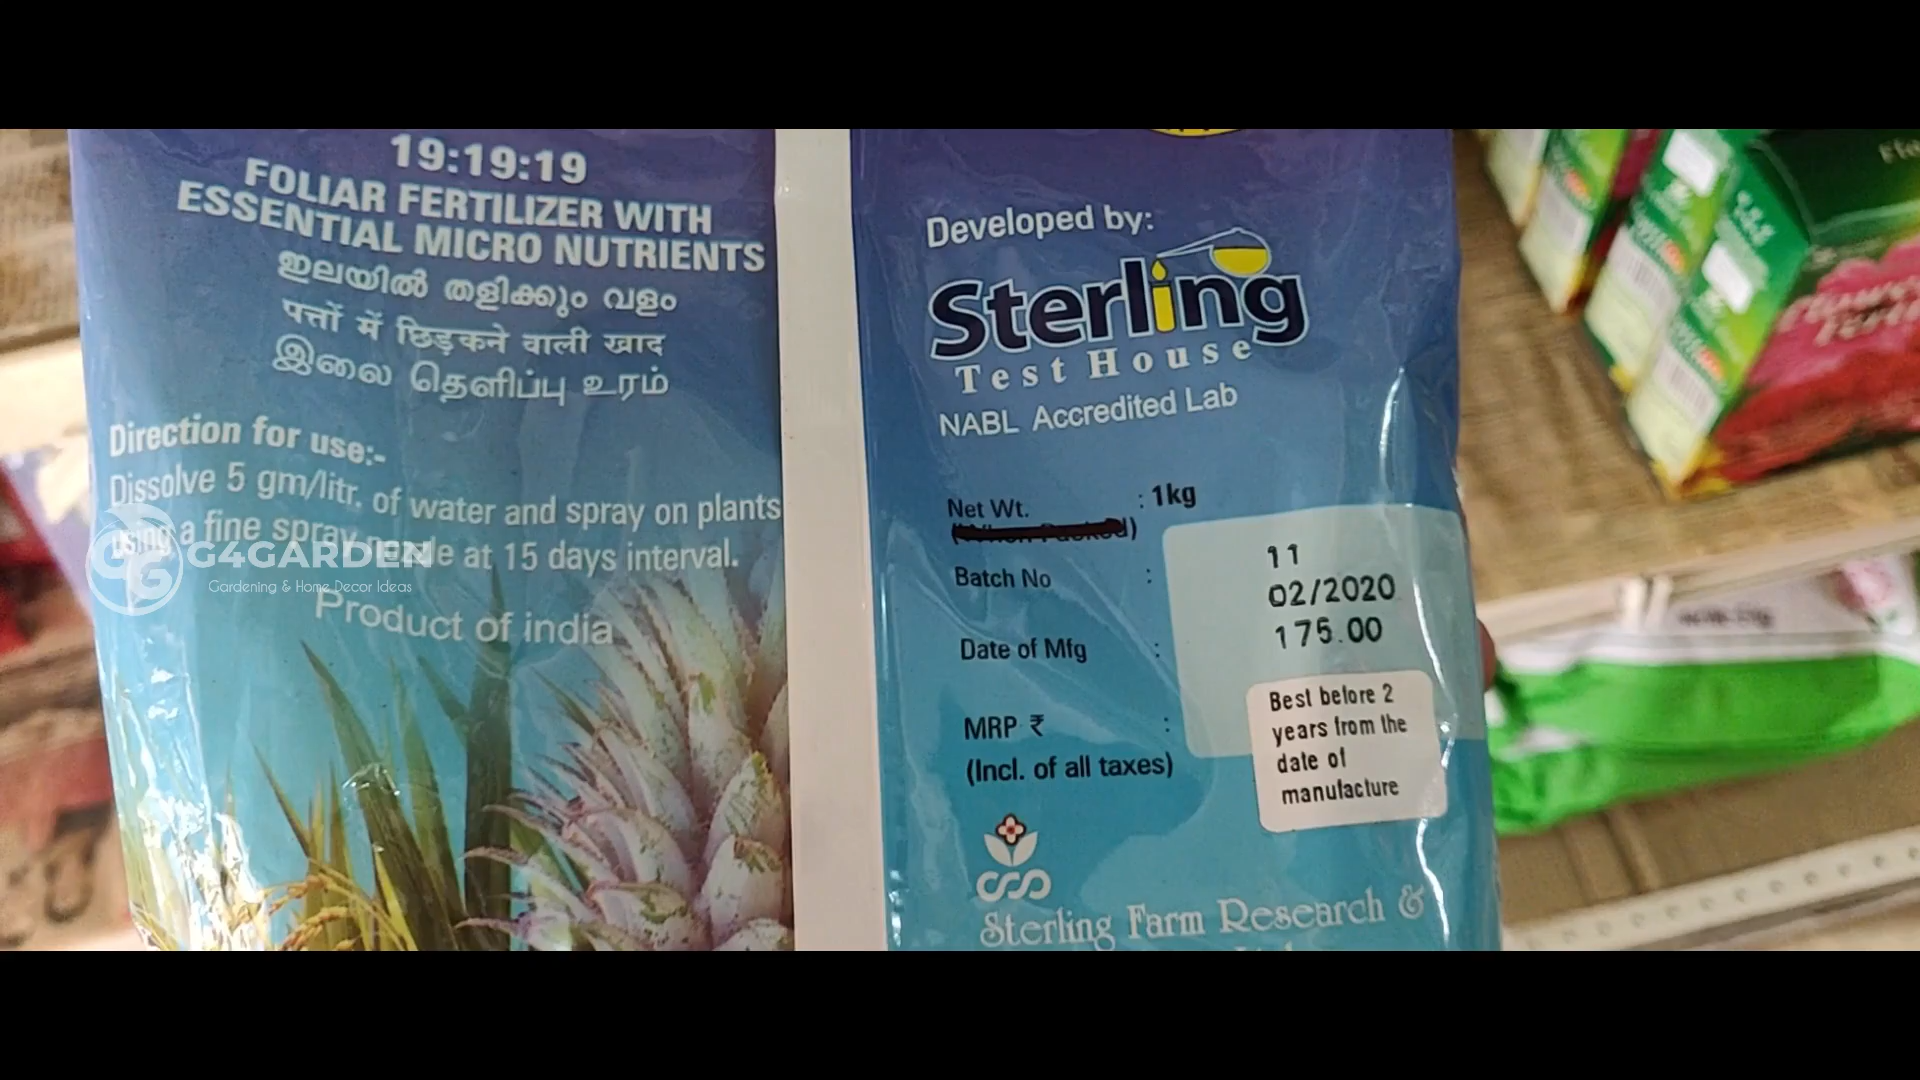 19:19:19
FOLIAR FERTILIZER WITH
ESSENTIAL MICRO NUTRIENTS
ഇലയിൽ തളിക്കും വളം
पत्तों में छिड़कने वाली खाद
இலை தெளிப்பு உரம்
Direction for use:-
Dissolve 5 gm/litr. of water and spray on plants
using a fine spray at 15 days interval.
Product of india
G4GARDEN
Gardening & Home Decor Ideas
Developed by:
Sterling
Test House
NABL Accredited Lab
Net Wt. : 1kg
Batch No : 11
Date of Mfg : 02/2020
MRP ₹ : 175.00
(Incl. of all taxes)
Best before 2
years from the
date of
manufacture
Sterling Farm Research &